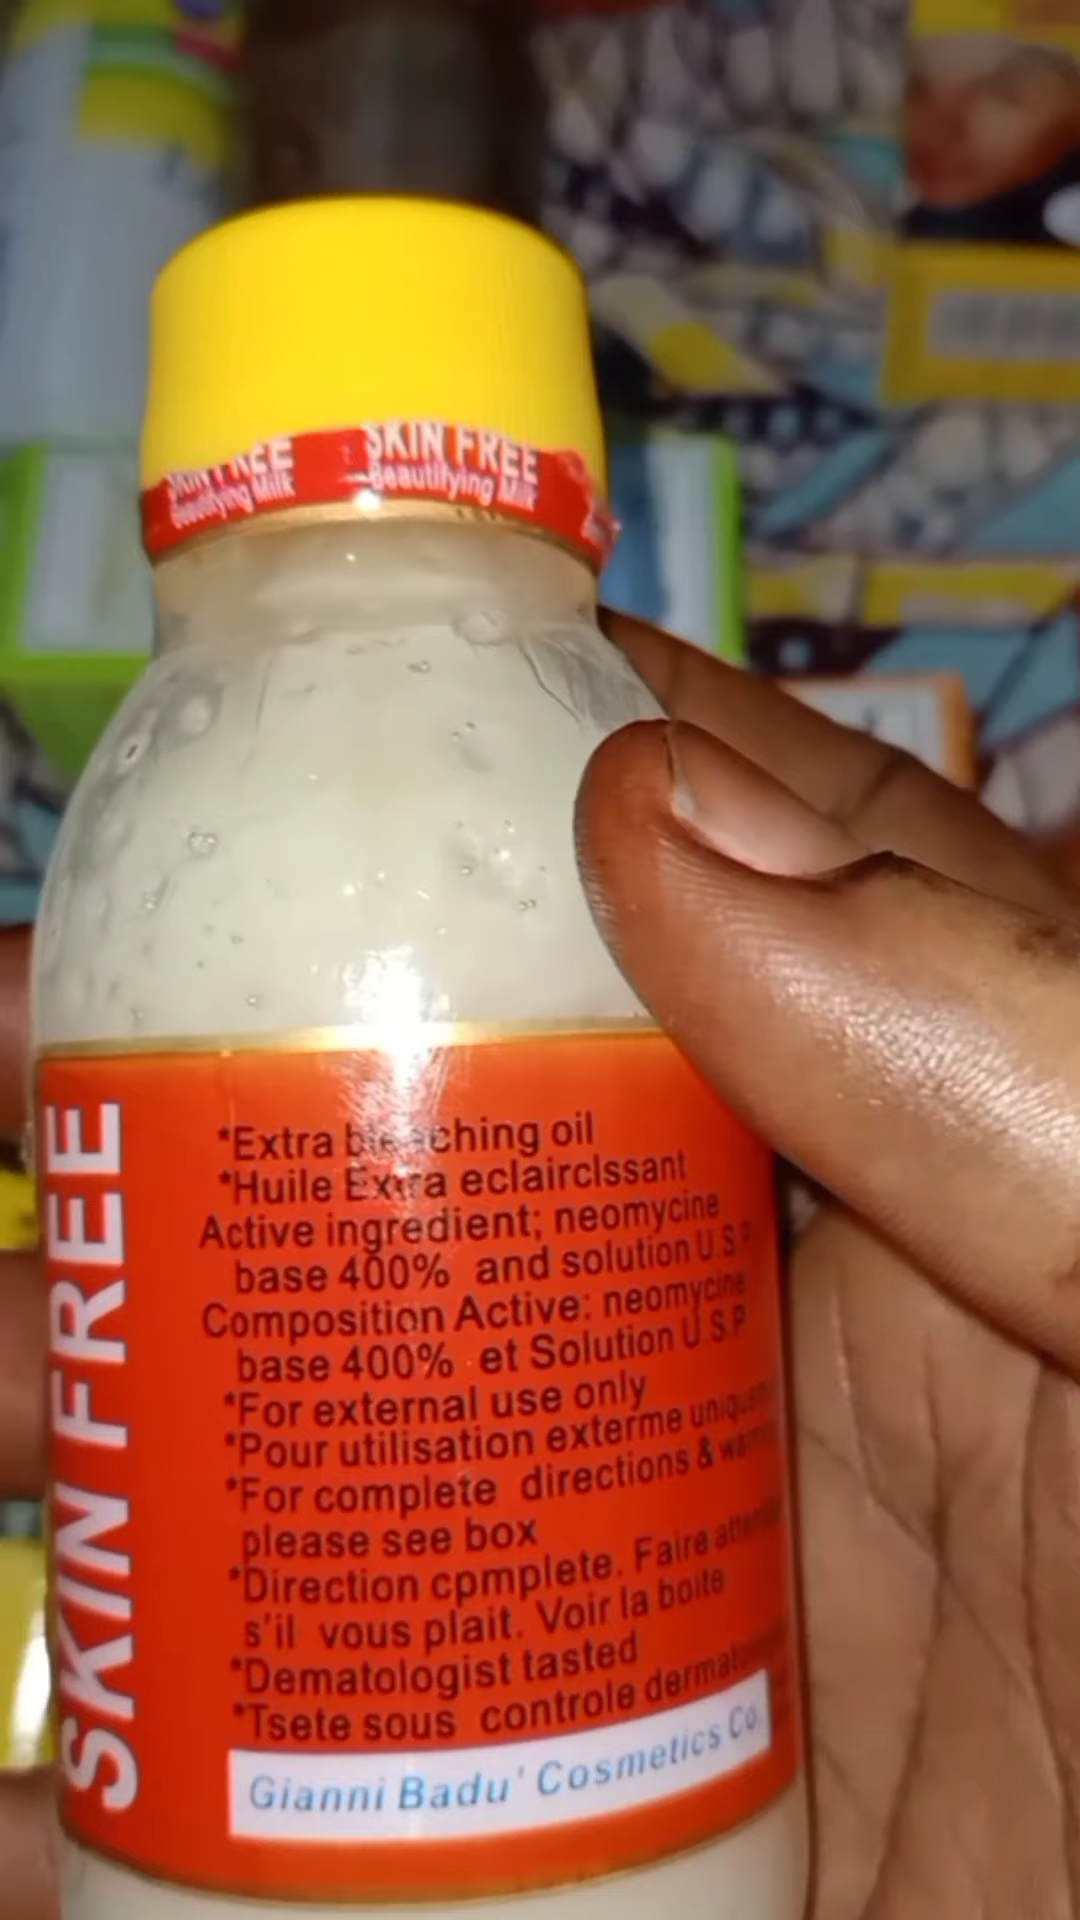 SKIN FREE
Beautifying Milk
SKIN FREE
*Extra bleaching oil
*Huile Extra eclaircIssant
Active ingredient; neomycine
base 400% and solution U.S.P
Composition Active: neomycine
base 400% et Solution U.S.P
*For external use only
*Pour utilisation exterme
*For complete directions &
please see box
*Direction cpmplete. Faire
s'il vous plait. Voir la boite
*Dematologist tasted
*Tsete sous controle
Gianni Badu' Cosmetics Co.